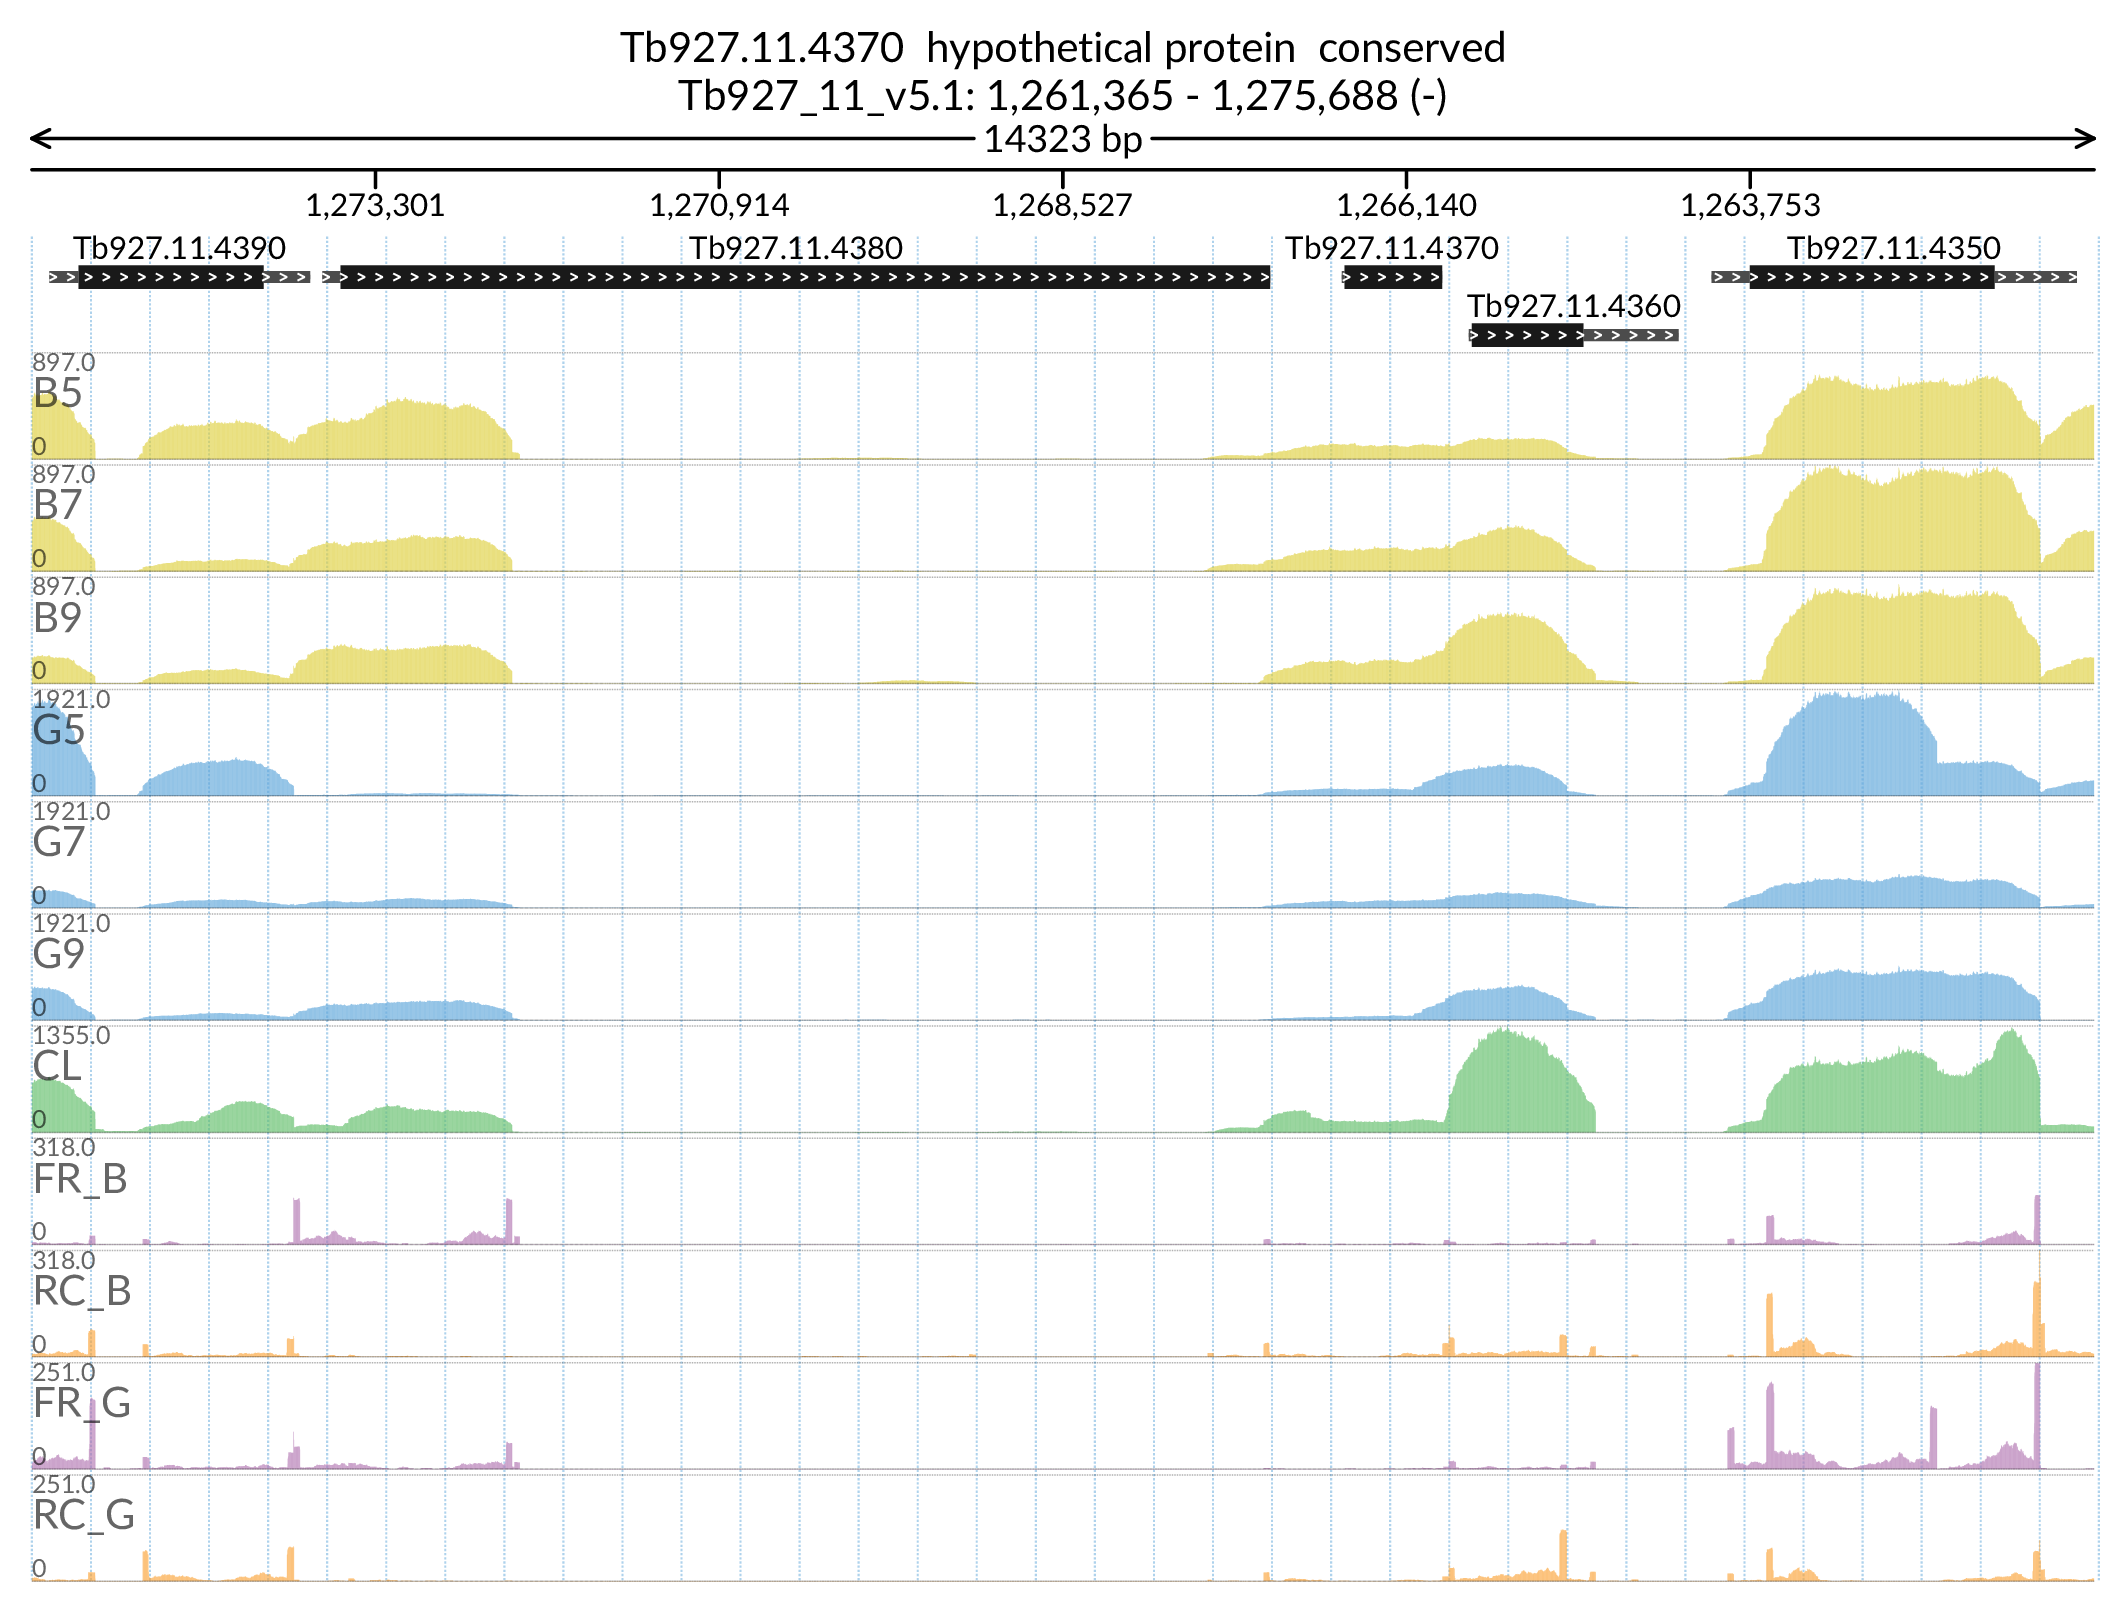 Tb927.11.4370 hypothetical protein conserved
Tb927_11_v5.1: 1,261,365 - 1,275,688 (-)
14323 bp
1,273,301 1,270,914 1,268,527 1,266,140 1,263,753
Tb927.11.4390 Tb927.11.4380 Tb927.11.4370 Tb927.11.4350
Tb927.11.4360
897.0
B5
0
897.0
B7
0
897.0
B9
0
1921.0
G5
0
1921.0
G7
0
1921.0
G9
0
1355.0
CL
0
318.0
FR_B
0
318.0
RC_B
0
251.0
FR_G
0
251.0
RC_G
0